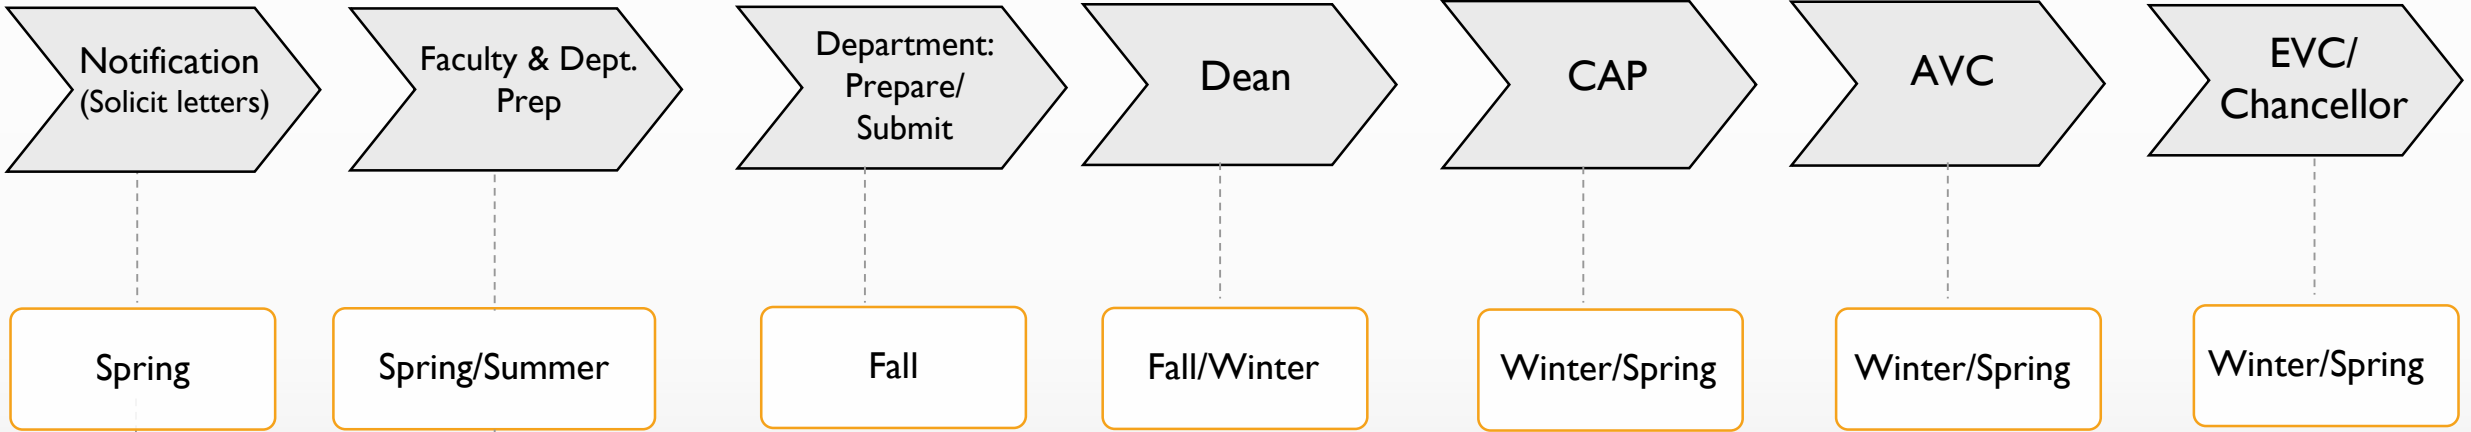 Notification
(Solicit letters)
Faculty & Dept.
Prep
Department:
Prepare/
Submit
Dean
CAP
AVC
EVC/
Chancellor
Spring
Spring/Summer
Fall
Fall/Winter
Winter/Spring
Winter/Spring
Winter/Spring